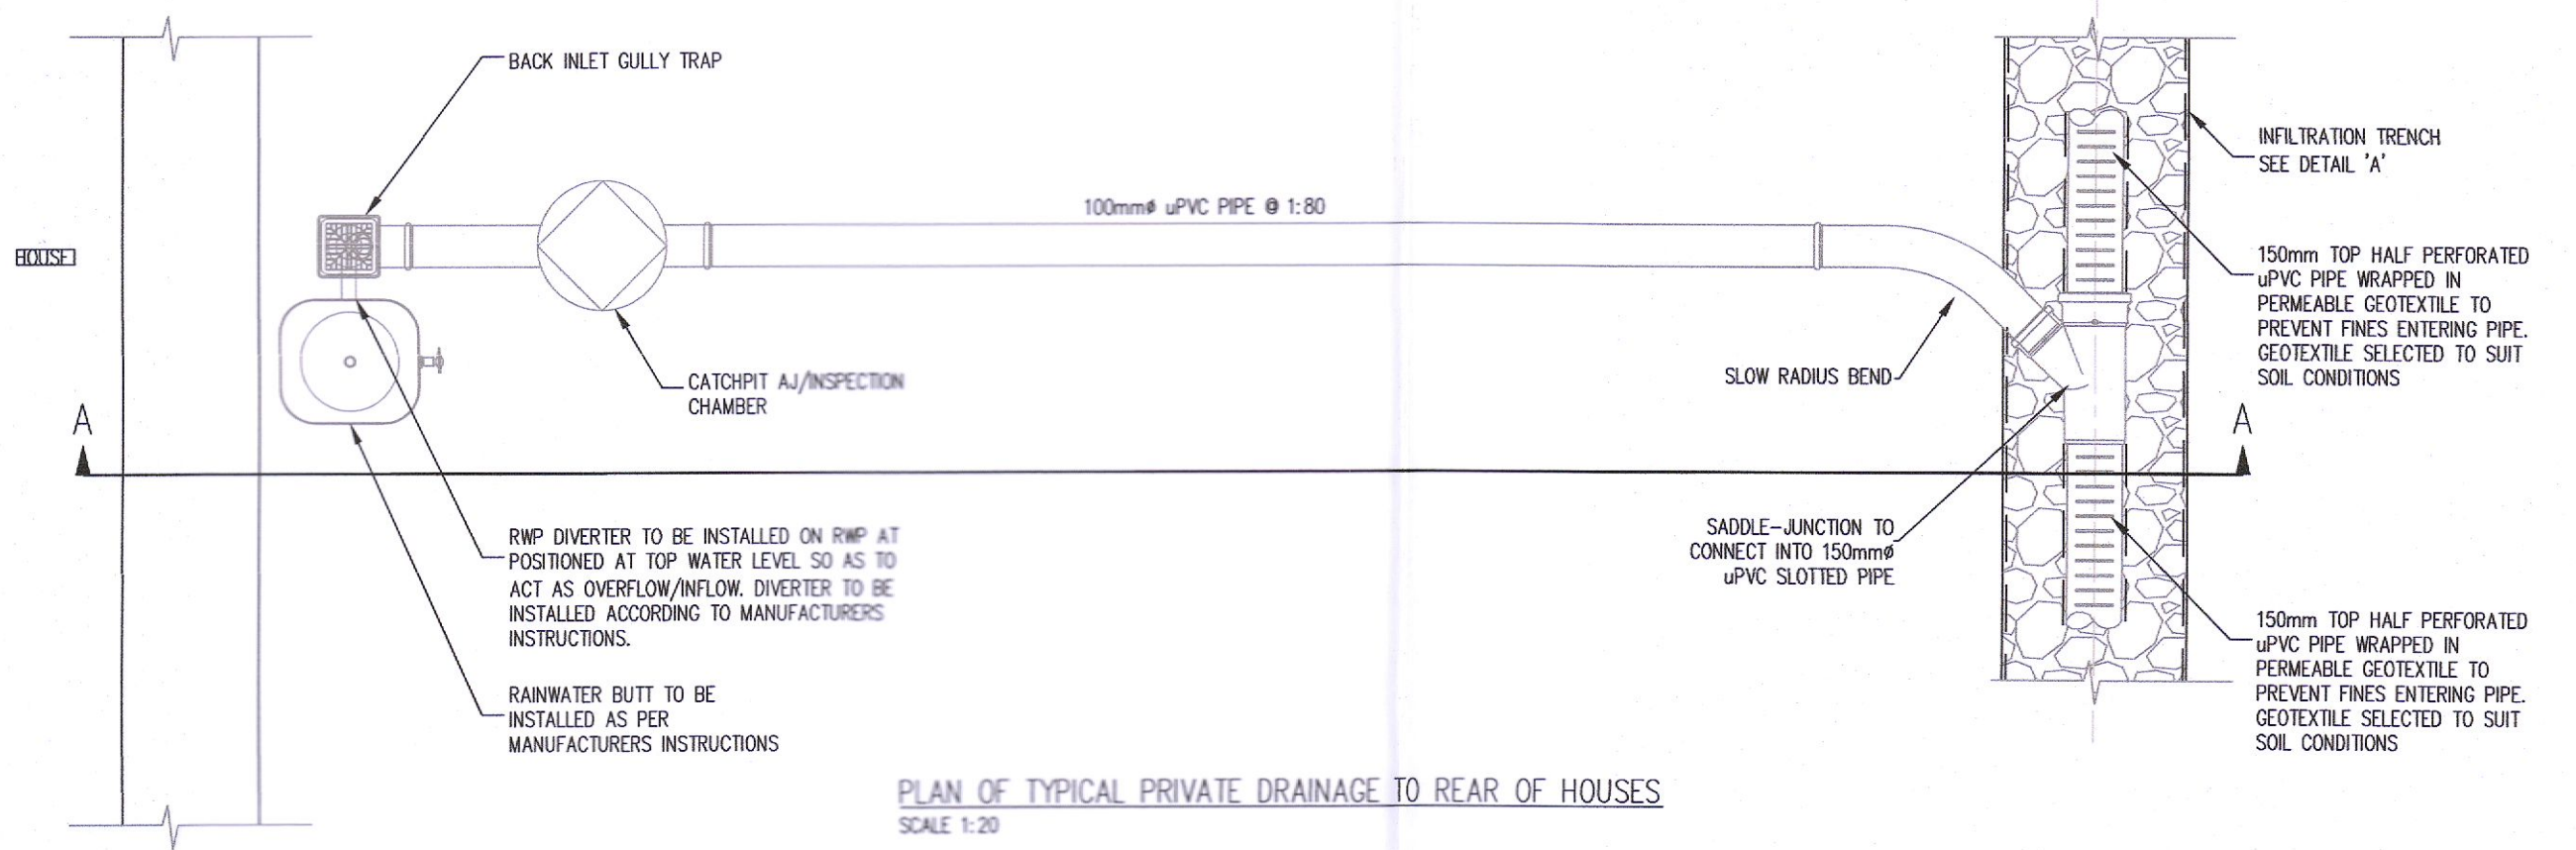 BACK INLET GULLY TRAP
HOUSE
100mmø uPVC PIPE @ 1:80
INFILTRATION TRENCH
SEE DETAIL 'A'
150mm TOP HALF PERFORATED
uPVC PIPE WRAPPED IN
PERMEABLE GEOTEXTILE TO
PREVENT FINES ENTERING PIPE.
GEOTEXTILE SELECTED TO SUIT
SOIL CONDITIONS
CATCHPIT AJ/INSPECTION
CHAMBER
SLOW RADIUS BEND
A
A
RWP DIVERTER TO BE INSTALLED ON RWP AT
POSITIONED AT TOP WATER LEVEL SO AS TO
ACT AS OVERFLOW/INFLOW. DIVERTER TO BE
INSTALLED ACCORDING TO MANUFACTURERS
INSTRUCTIONS.
SADDLE-JUNCTION TO
CONNECT INTO 150mmø
uPVC SLOTTED PIPE
150mm TOP HALF PERFORATED
uPVC PIPE WRAPPED IN
PERMEABLE GEOTEXTILE TO
PREVENT FINES ENTERING PIPE.
GEOTEXTILE SELECTED TO SUIT
SOIL CONDITIONS
RAINWATER BUTT TO BE
INSTALLED AS PER
MANUFACTURERS INSTRUCTIONS
PLAN OF TYPICAL PRIVATE DRAINAGE TO REAR OF HOUSES
SCALE 1:20